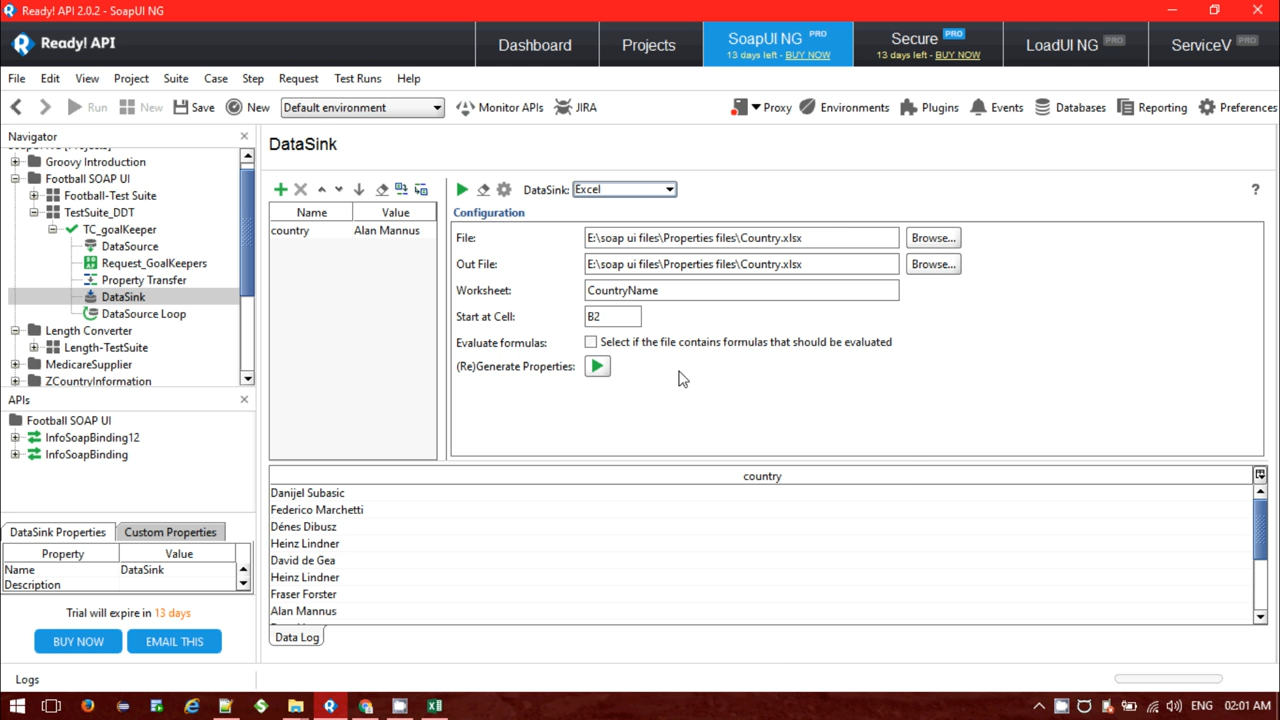 Ready! API 2.0.2 - SoapUI NG
Ready! API
Dashboard
Projects
SoapUI NG PRO
13 days left - BUY NOW
Secure PRO
13 days left - BUY NOW
LoadUI NG PRO
ServiceV PRO
File Edit View Project Suite Case Step Request Test Runs Help
Run New Save New Default environment Monitor APIs JIRA Proxy Environments Plugins Events Databases Reporting Preferences
Navigator
Groovy Introduction
Football SOAP UI
Football-Test Suite
TestSuite_DDT
TC_goalKeeper
DataSource
Request_GoalKeepers
Property Transfer
DataSink
DataSource Loop
Length Converter
Length-TestSuite
MedicareSupplier
ZCountryInformation
APIs
Football SOAP UI
InfoSoapBinding12
InfoSoapBinding
DataSink Properties Custom Properties
Property Value
Name DataSink
Description
Trial will expire in 13 days
BUY NOW EMAIL THIS
Logs
DataSink
Name Value
country Alan Mannus
DataSink: Excel
?
Configuration
File: E:\soap ui files\Properties files\Country.xlsx Browse...
Out File: E:\soap ui files\Properties files\Country.xlsx Browse...
Worksheet: CountryName
Start at Cell: B2
Evaluate formulas: Select if the file contains formulas that should be evaluated
(Re)Generate Properties:
country
Danijel Subasic
Federico Marchetti
Dénes Dibusz
Heinz Lindner
David de Gea
Heinz Lindner
Fraser Forster
Alan Mannus
Data Log
ENG 02:01 AM